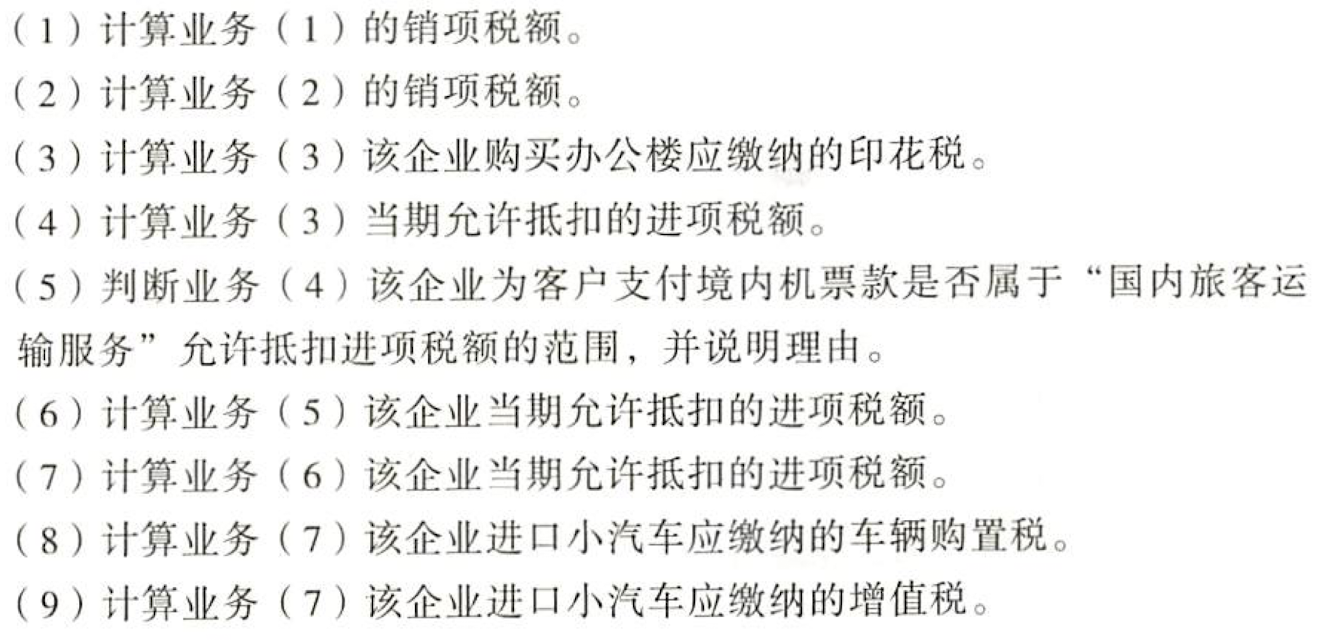 （1）计算业务（1）的销项税额。
（2）计算业务（2）的销项税额。
（3）计算业务（3）该企业购买办公楼应缴纳的印花税。
（4）计算业务（3）当期允许抵扣的进项税额。
（5）判断业务（4）该企业为客户支付境内机票款是否属于“国内旅客运
输服务”允许抵扣进项税额的范围，并说明理由。
（6）计算业务（5）该企业当期允许抵扣的进项税额。
（7）计算业务（6）该企业当期允许抵扣的进项税额。
（8）计算业务（7）该企业进口小汽车应缴纳的车辆购置税。
（9）计算业务（7）该企业进口小汽车应缴纳的增值税。